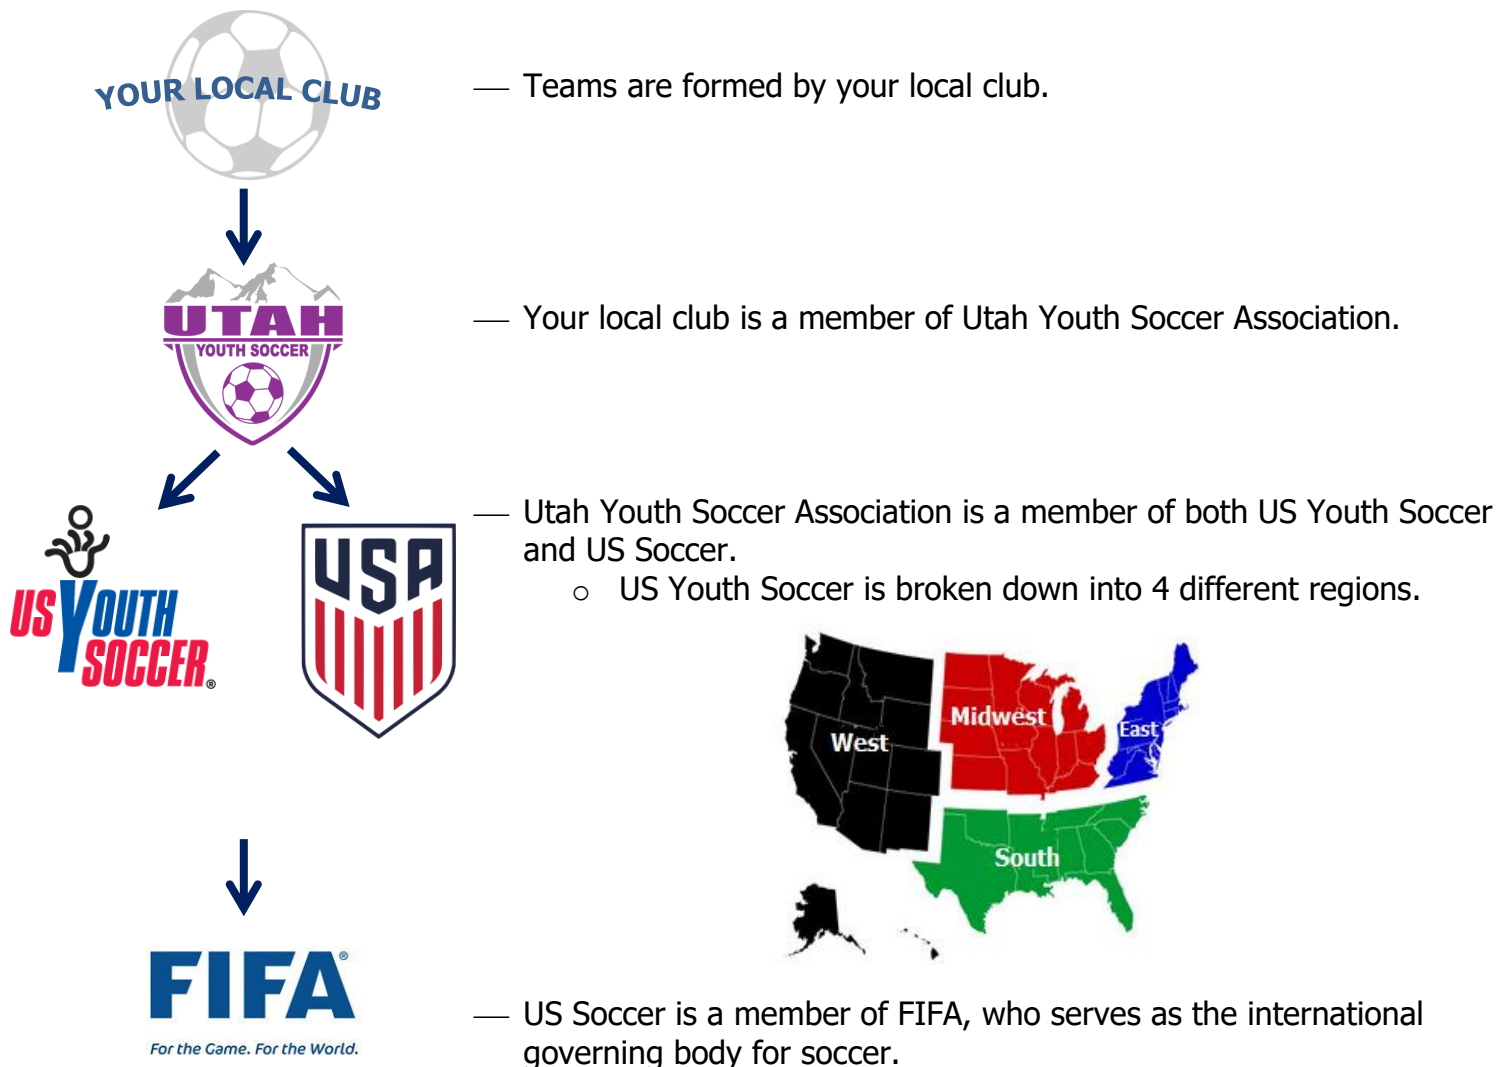 YOUR LOCAL CLUB
— Teams are formed by your local club.
UTAH
YOUTH SOCCER
— Your local club is a member of Utah Youth Soccer Association.
US YOUTH
SOCCER®
USA
— Utah Youth Soccer Association is a member of both US Youth Soccer
and US Soccer.
o US Youth Soccer is broken down into 4 different regions.
West
Midwest
East
South
FIFA®
For the Game. For the World.
— US Soccer is a member of FIFA, who serves as the international
governing body for soccer.